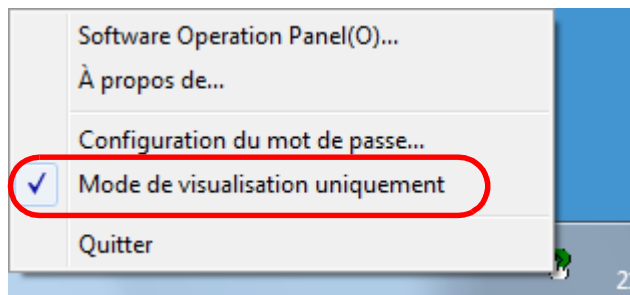 Software Operation Panel(O)...
À propos de...
Configuration du mot de passe...
Mode de visualisation uniquement
Quitter